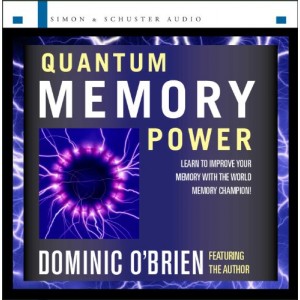 SIMON & SCHUSTER AUDIO
QUANTUM
MEMORY
POWER
LEARN TO IMPROVE YOUR
MEMORY WITH THE WORLD
MEMORY CHAMPION!
DOMINIC O'BRIEN
FEATURING
THE AUTHOR